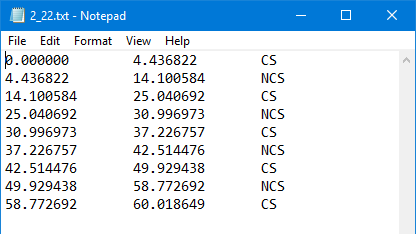 2_22.txt - Notepad
File Edit Format View Help
0.000000 4.436822 CS
4.436822 14.100584 NCS
14.100584 25.040692 CS
25.040692 30.996973 NCS
30.996973 37.226757 CS
37.226757 42.514476 NCS
42.514476 49.929438 CS
49.929438 58.772692 NCS
58.772692 60.018649 CS